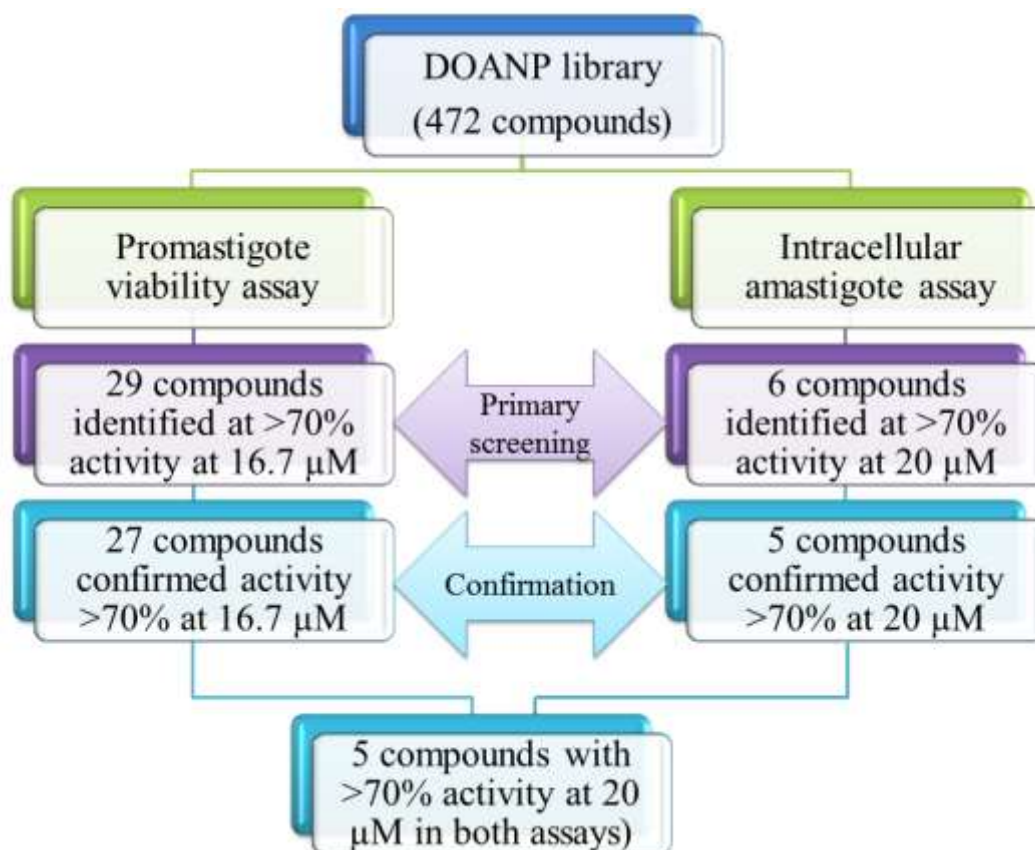 DOANP library
(472 compounds)
Promastigote
viability assay
Intracellular
amastigote assay
29 compounds
identified at >70%
activity at 16.7 µM
Primary
screening
6 compounds
identified at >70%
activity at 20 µM
27 compounds
confirmed activity
>70% at 16.7 µM
Confirmation
5 compounds
confirmed activity
>70% at 20 µM
5 compounds with
>70% activity at 20
µM in both assays)